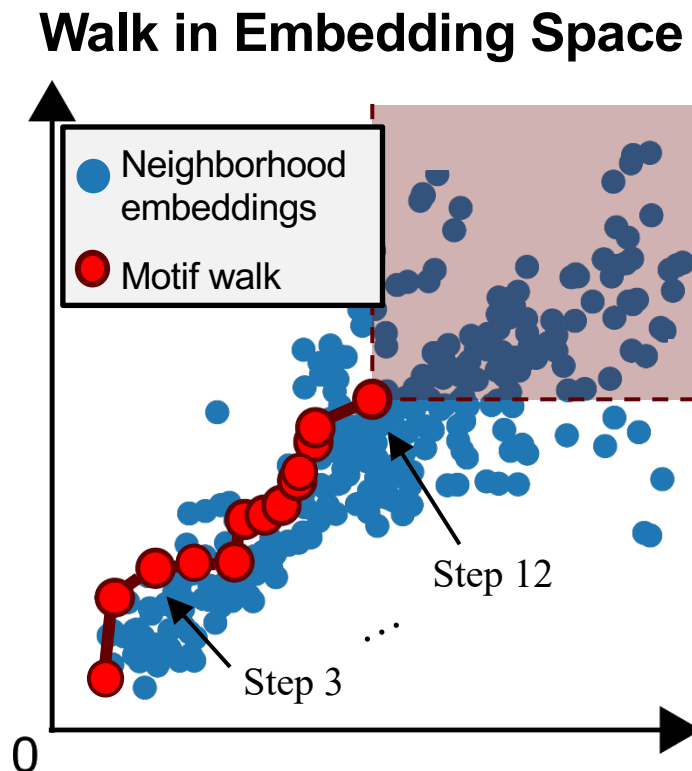 Walk in Embedding Space
Neighborhood
embeddings
Motif walk
Step 12
...
Step 3
0